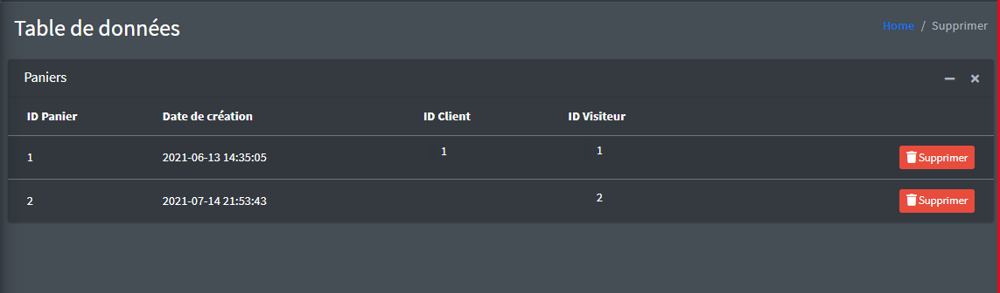 Table de données
Home / Supprimer
Paniers
ID Panier Date de création ID Client ID Visiteur
1 2021-06-13 14:35:05 1 1 Supprimer
2 2021-07-14 21:53:43 2 Supprimer